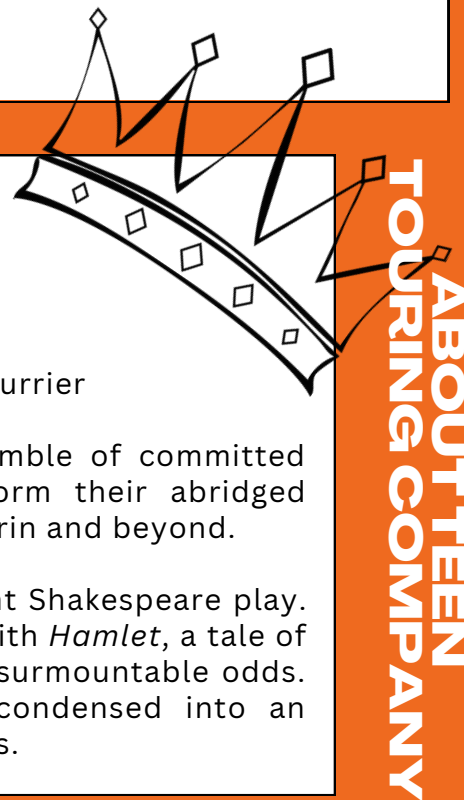 urrier
mble of committed
orm their abridged
rin and beyond.
nt Shakespeare play.
ith Hamlet, a tale of
surmountable odds.
condensed into an
s.
ABOUT TEEN
TOURING COMPANY